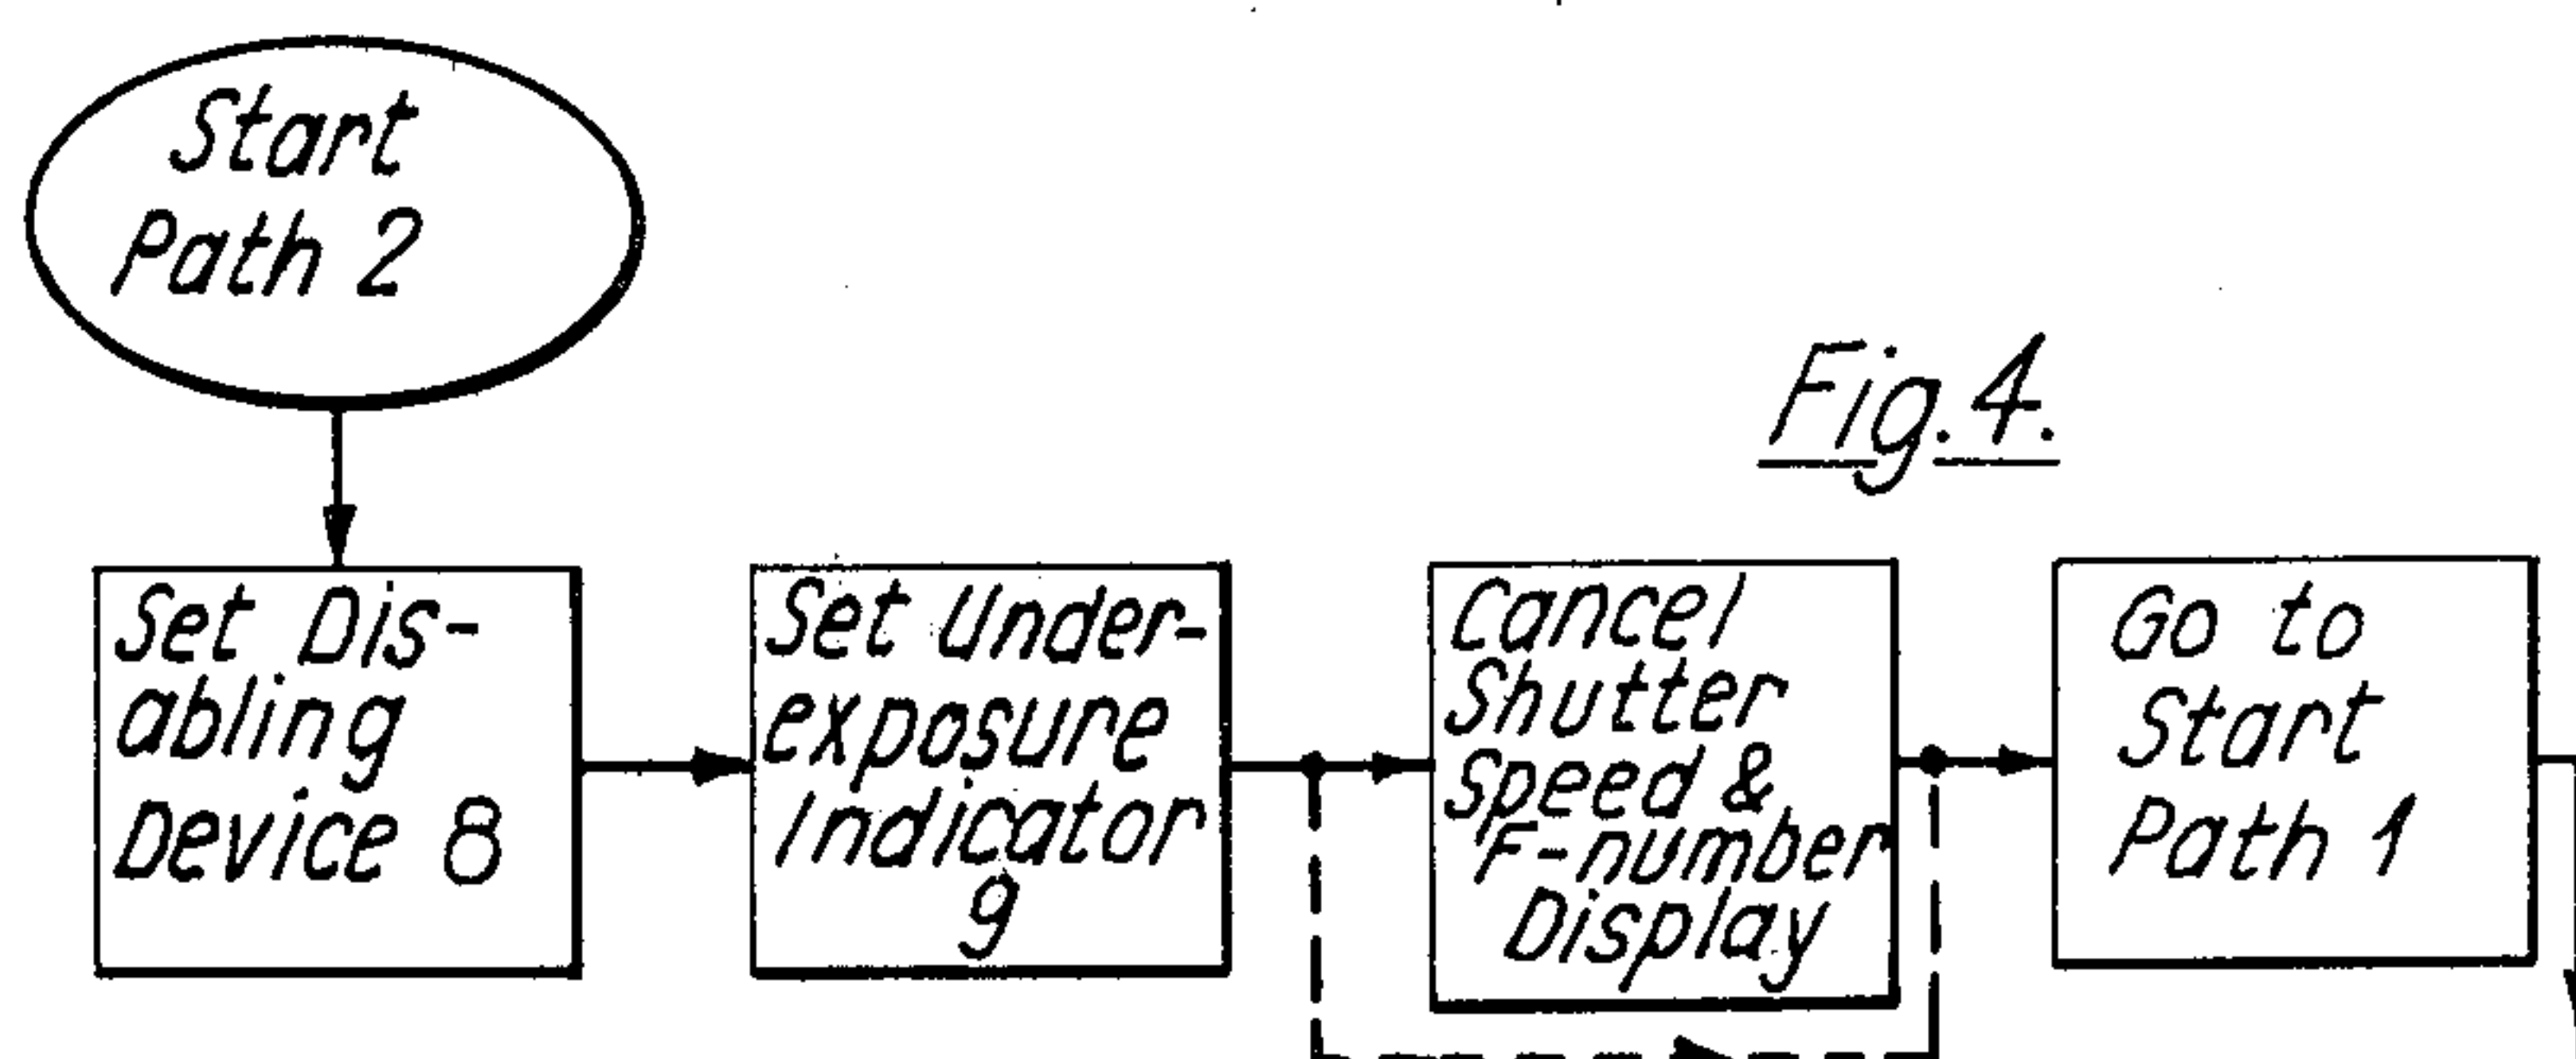 Start
Path 2
Fig.4.
Set Dis-
abling
Device 8
Set Under-
exposure
Indicator
9
Cancel
Shutter
Speed &
F-number
Display
Go to
Start
Path 1